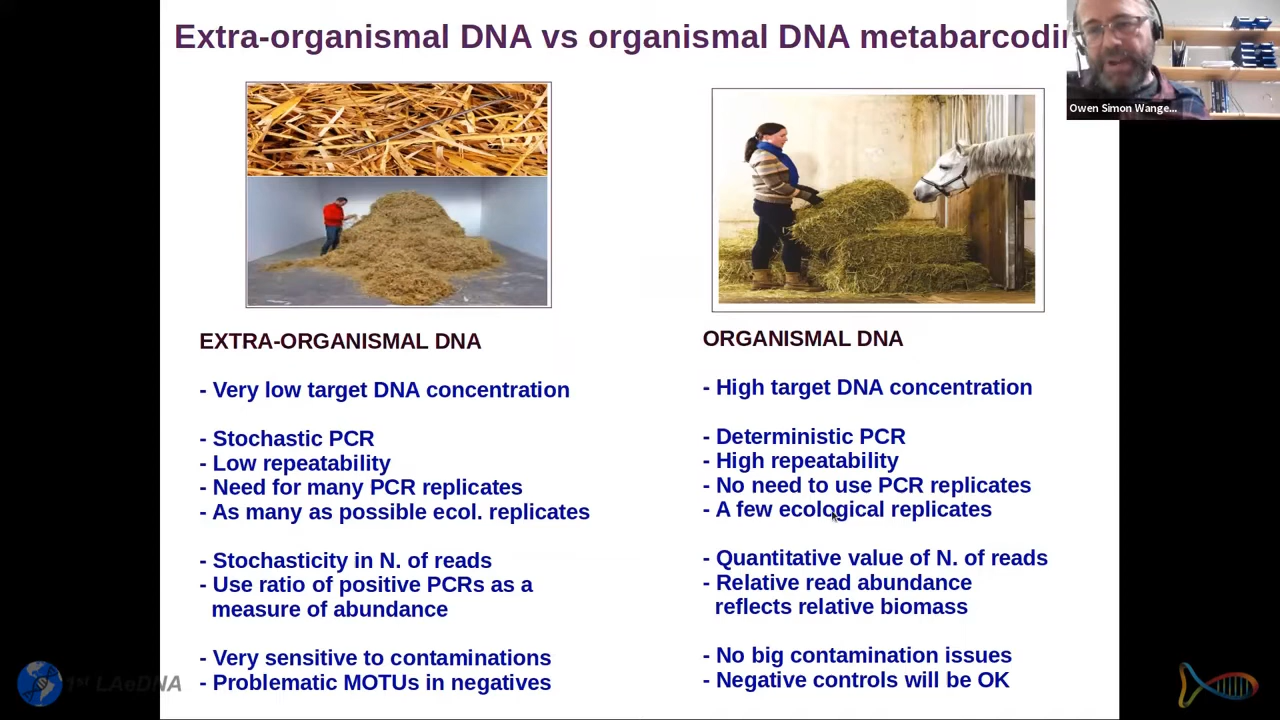 Extra-organismal DNA vs organismal DNA metabarcodin
Owen Simon Wange...
EXTRA-ORGANISMAL DNA
- Very low target DNA concentration
- Stochastic PCR
- Low repeatability
- Need for many PCR replicates
- As many as possible ecol. replicates
- Stochasticity in N. of reads
- Use ratio of positive PCRs as a
measure of abundance
- Very sensitive to contaminations
- Problematic MOTUs in negatives
ORGANISMAL DNA
- High target DNA concentration
- Deterministic PCR
- High repeatability
- No need to use PCR replicates
- A few ecological replicates
- Quantitative value of N. of reads
- Relative read abundance
reflects relative biomass
- No big contamination issues
- Negative controls will be OK
1st LAeDNA